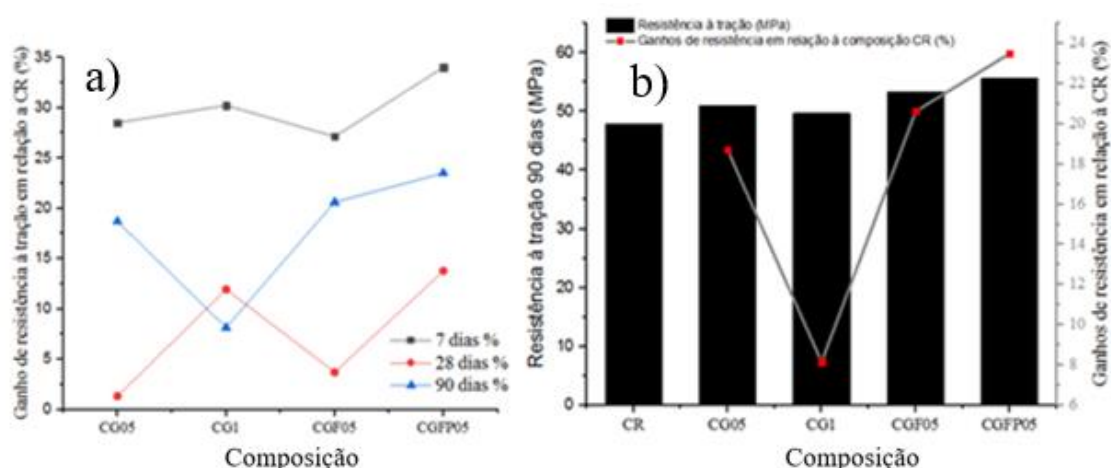 a)
Ganho de resistência à tração em relação a CR (%)
35
30
25
20
15
10
5
0
7 dias %
28 dias %
90 dias %
CG05 CG1 CGF05 CGFP05
Composição
b)
Resistência à tração (MPa)
Ganhos de resistência em relação à composição CR (%)
Resistência à tração 90 dias (MPa)
60
50
40
30
20
10
0
Ganhos de resistência em relação à CR (%)
24
22
20
18
16
14
12
10
8
6
CR CG05 CG1 CGF05 CGFP05
Composição